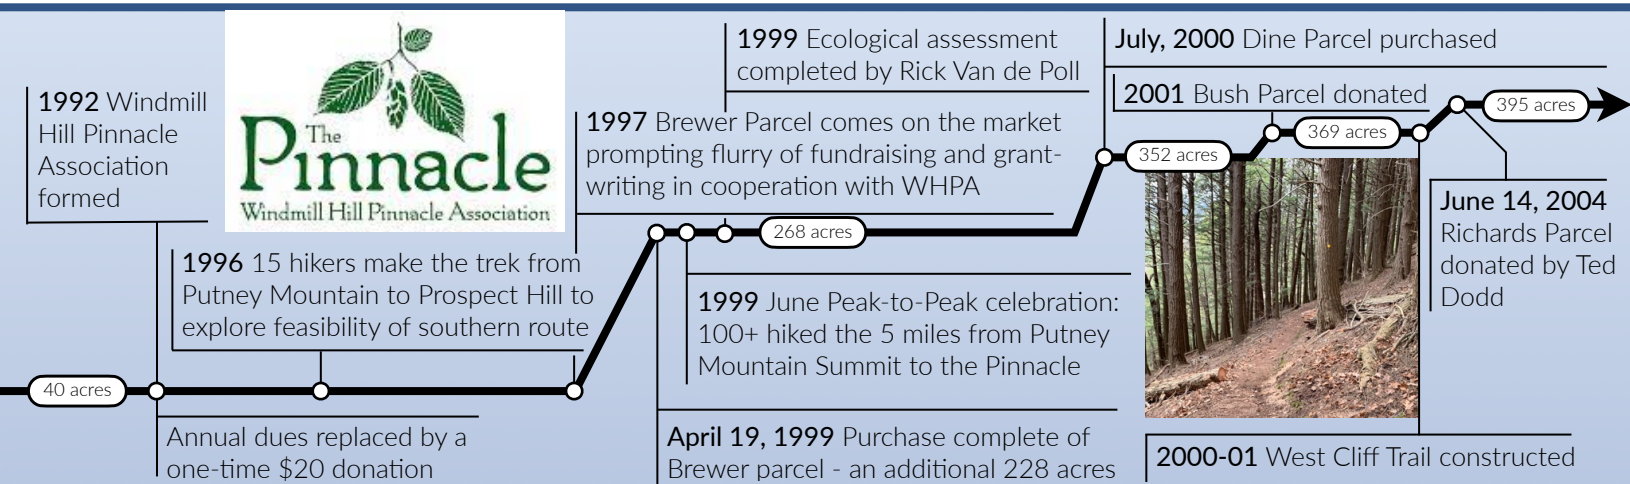 1992 Windmill
Hill Pinnacle
Association
formed
The
Pinnacle
Windmill Hill Pinnacle Association
1999 Ecological assessment
completed by Rick Van de Poll
July, 2000 Dine Parcel purchased
2001 Bush Parcel donated
395 acres
369 acres
352 acres
1997 Brewer Parcel comes on the market
prompting flurry of fundraising and grant-
writing in cooperation with WHPA
268 acres
June 14, 2004
Richards Parcel
donated by Ted
Dodd
1996 15 hikers make the trek from
Putney Mountain to Prospect Hill to
explore feasibility of southern route
1999 June Peak-to-Peak celebration:
100+ hiked the 5 miles from Putney
Mountain Summit to the Pinnacle
40 acres
Annual dues replaced by a
one-time $20 donation
April 19, 1999 Purchase complete of
Brewer parcel - an additional 228 acres
2000-01 West Cliff Trail constructed